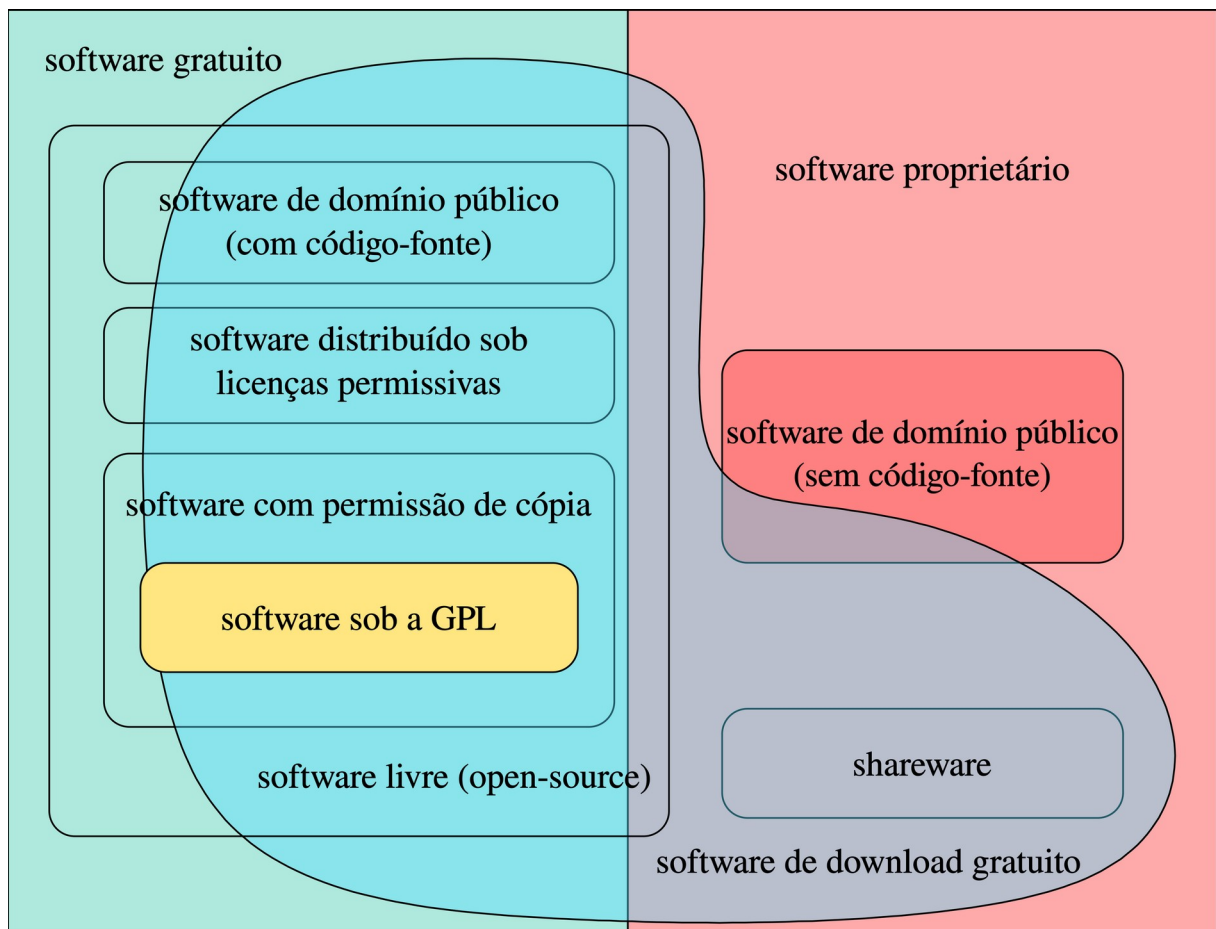 software gratuito
software proprietário
software de domínio público
(com código-fonte)
software distribuído sob
licenças permissivas
software de domínio público
(sem código-fonte)
software com permissão de cópia
software sob a GPL
software livre (open-source)
shareware
software de download gratuito